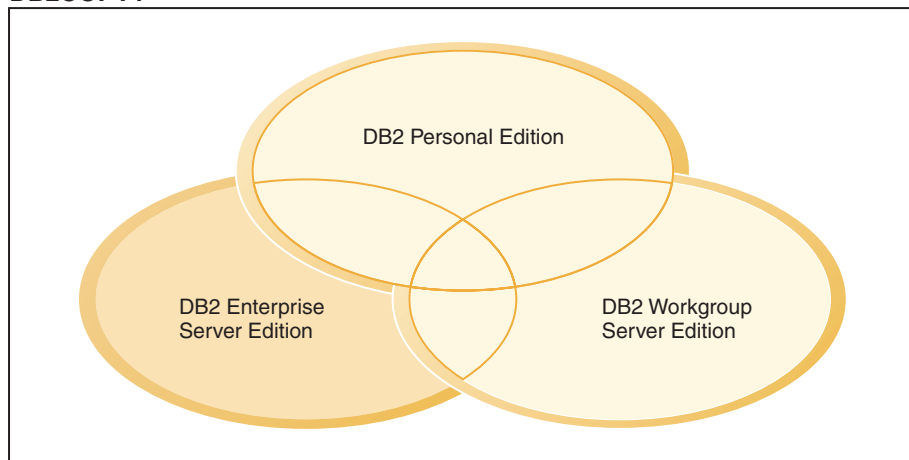 DB2 Personal Edition
DB2 Enterprise
Server Edition
DB2 Workgroup
Server Edition